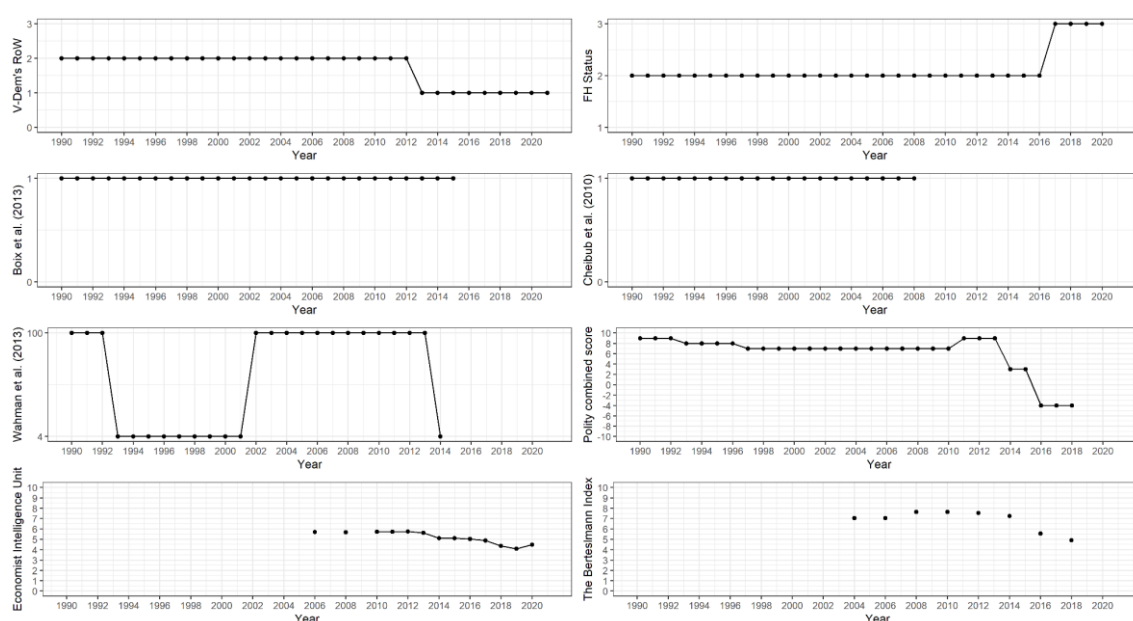 V-Dem's RoW
3
2
1
0
1990 1992 1994 1996 1998 2000 2002 2004 2006 2008 2010 2012 2014 2016 2018 2020
Year
FH Status
3
2
1
1990 1992 1994 1996 1998 2000 2002 2004 2006 2008 2010 2012 2014 2016 2018 2020
Year
Boix et al. (2013)
1
0
1990 1992 1994 1996 1998 2000 2002 2004 2006 2008 2010 2012 2014 2016 2018 2020
Year
Cheibub et al. (2010)
1
0
1990 1992 1994 1996 1998 2000 2002 2004 2006 2008 2010 2012 2014 2016 2018 2020
Year
Wahman et al. (2013)
100
4
1990 1992 1994 1996 1998 2000 2002 2004 2006 2008 2010 2012 2014 2016 2018 2020
Year
Polity combined score
10
8
6
4
2
0
-2
-4
-6
-8
-10
1990 1992 1994 1996 1998 2000 2002 2004 2006 2008 2010 2012 2014 2016 2018 2020
Year
Economist Intelligence Unit
10
9
8
7
6
5
4
3
2
1
0
1990 1992 1994 1996 1998 2000 2002 2004 2006 2008 2010 2012 2014 2016 2018 2020
Year
The Berteslmann Index
10
9
8
7
6
5
4
3
2
1
0
1990 1992 1994 1996 1998 2000 2002 2004 2006 2008 2010 2012 2014 2016 2018 2020
Year